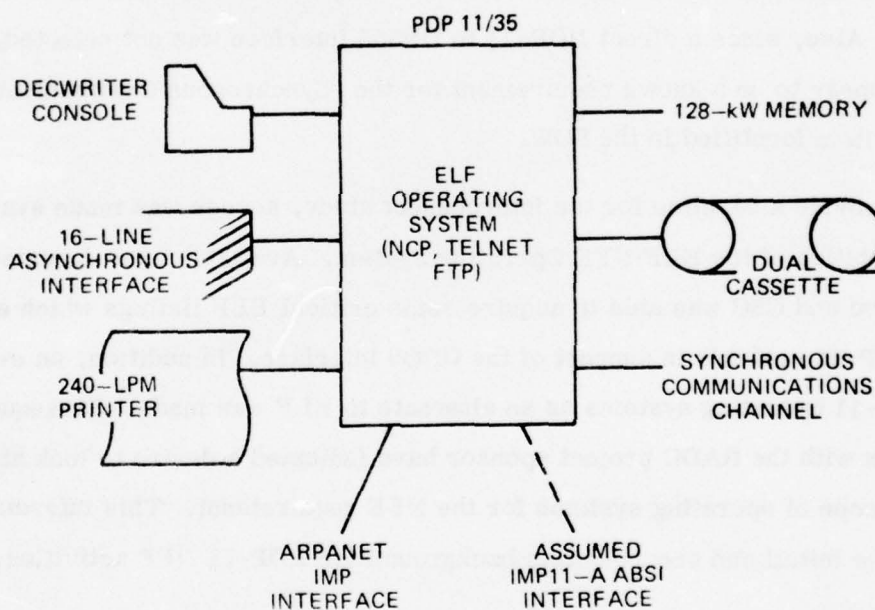 PDP 11/35
DECWRITER
CONSOLE
128-kW MEMORY
ELF
OPERATING
SYSTEM
(NCP, TELNET
FTP)
16-LINE
ASYNCHRONOUS
INTERFACE
DUAL
CASSETTE
240-LPM
PRINTER
SYNCHRONOUS
COMMUNICATIONS
CHANNEL
ARPANET
IMP
INTERFACE
ASSUMED
IMP11-A ABSI
INTERFACE